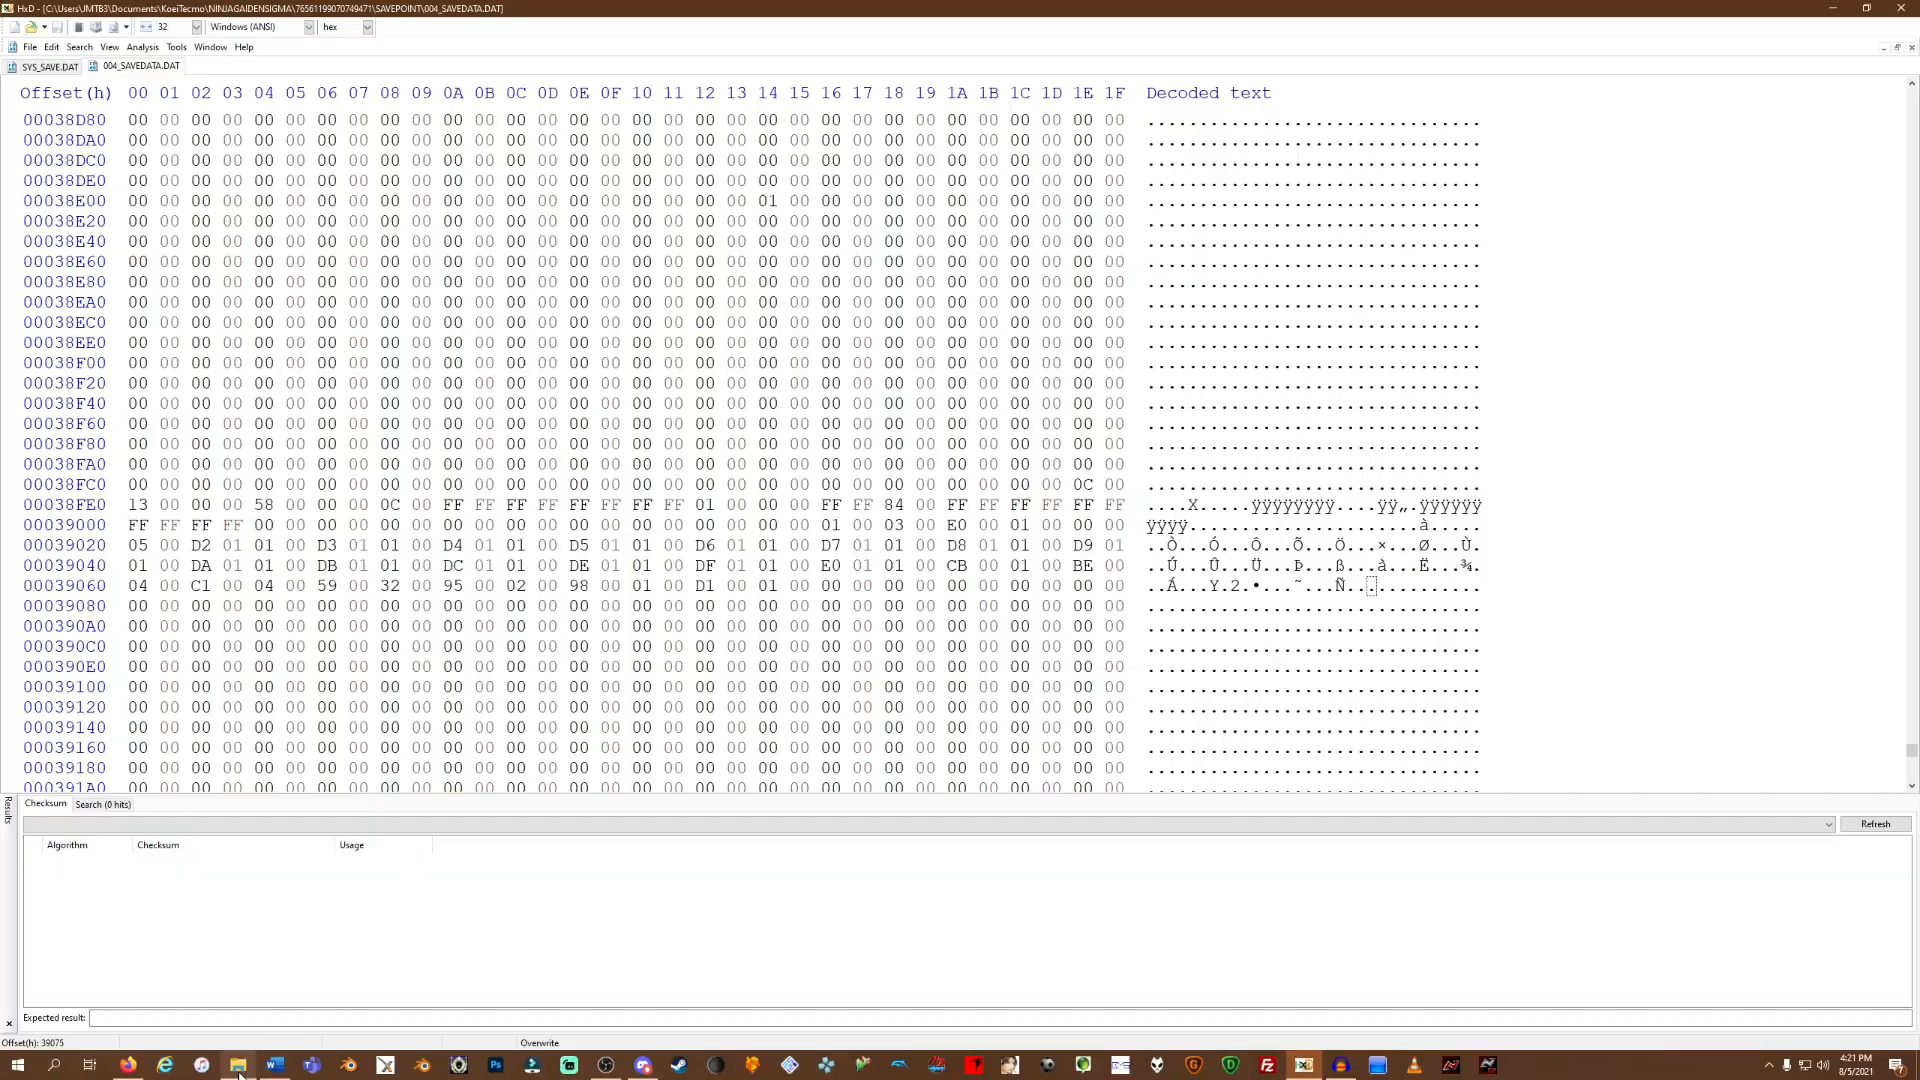 HxD - [C:\Users\JMTB3\Documents\KoeiTecmo\NINJAGAIDENSIGMA\76561199070749471\SAVEPOINT\004_SAVEDATA.DAT]
32 Windows (ANSI) hex
File Edit Search View Analysis Tools Window Help
SYS_SAVE.DAT 004_SAVEDATA.DAT
Offset(h) 00 01 02 03 04 05 06 07 08 09 0A 0B 0C 0D 0E 0F 10 11 12 13 14 15 16 17 18 19 1A 1B 1C 1D 1E 1F Decoded text
00038D80 00 00 00 00 00 00 00 00 00 00 00 00 00 00 00 00 00 00 00 00 00 00 00 00 00 00 00 00 00 00 00 00 ................................
00038DA0 00 00 00 00 00 00 00 00 00 00 00 00 00 00 00 00 00 00 00 00 00 00 00 00 00 00 00 00 00 00 00 00 ................................
00038DC0 00 00 00 00 00 00 00 00 00 00 00 00 00 00 00 00 00 00 00 00 00 00 00 00 00 00 00 00 00 00 00 00 ................................
00038DE0 00 00 00 00 00 00 00 00 00 00 00 00 00 00 00 00 00 00 00 00 00 00 00 00 00 00 00 00 00 00 00 00 ................................
00038E00 00 00 00 00 00 00 00 00 00 00 00 00 00 00 00 00 00 00 00 00 01 00 00 00 00 00 00 00 00 00 00 00 ................................
00038E20 00 00 00 00 00 00 00 00 00 00 00 00 00 00 00 00 00 00 00 00 00 00 00 00 00 00 00 00 00 00 00 00 ................................
00038E40 00 00 00 00 00 00 00 00 00 00 00 00 00 00 00 00 00 00 00 00 00 00 00 00 00 00 00 00 00 00 00 00 ................................
00038E60 00 00 00 00 00 00 00 00 00 00 00 00 00 00 00 00 00 00 00 00 00 00 00 00 00 00 00 00 00 00 00 00 ................................
00038E80 00 00 00 00 00 00 00 00 00 00 00 00 00 00 00 00 00 00 00 00 00 00 00 00 00 00 00 00 00 00 00 00 ................................
00038EA0 00 00 00 00 00 00 00 00 00 00 00 00 00 00 00 00 00 00 00 00 00 00 00 00 00 00 00 00 00 00 00 00 ................................
00038EC0 00 00 00 00 00 00 00 00 00 00 00 00 00 00 00 00 00 00 00 00 00 00 00 00 00 00 00 00 00 00 00 00 ................................
00038EE0 00 00 00 00 00 00 00 00 00 00 00 00 00 00 00 00 00 00 00 00 00 00 00 00 00 00 00 00 00 00 00 00 ................................
00038F00 00 00 00 00 00 00 00 00 00 00 00 00 00 00 00 00 00 00 00 00 00 00 00 00 00 00 00 00 00 00 00 00 ................................
00038F20 00 00 00 00 00 00 00 00 00 00 00 00 00 00 00 00 00 00 00 00 00 00 00 00 00 00 00 00 00 00 00 00 ................................
00038F40 00 00 00 00 00 00 00 00 00 00 00 00 00 00 00 00 00 00 00 00 00 00 00 00 00 00 00 00 00 00 00 00 ................................
00038F60 00 00 00 00 00 00 00 00 00 00 00 00 00 00 00 00 00 00 00 00 00 00 00 00 00 00 00 00 00 00 00 00 ................................
00038F80 00 00 00 00 00 00 00 00 00 00 00 00 00 00 00 00 00 00 00 00 00 00 00 00 00 00 00 00 00 00 00 00 ................................
00038FA0 00 00 00 00 00 00 00 00 00 00 00 00 00 00 00 00 00 00 00 00 00 00 00 00 00 00 00 00 00 00 00 00 ................................
00038FC0 00 00 00 00 00 00 00 00 00 00 00 00 00 00 00 00 00 00 00 00 00 00 00 00 00 00 00 00 00 00 0C 00 ................................
00038FE0 13 00 00 00 58 00 00 00 0C 00 FF FF FF FF FF FF FF FF 01 00 00 00 FF FF 84 00 FF FF FF FF FF FF ....X.....ÿÿÿÿÿÿÿÿ....ÿÿ„.ÿÿÿÿÿÿ
00039000 FF FF FF FF 00 00 00 00 00 00 00 00 00 00 00 00 00 00 00 00 00 00 01 00 03 00 E0 00 01 00 00 00 ÿÿÿÿ......................à.....
00039020 05 00 D2 01 01 00 D3 01 01 00 D4 01 01 00 D5 01 01 00 D6 01 01 00 D7 01 01 00 D8 01 01 00 D9 01 ..Ò...Ó...Ô...Õ...Ö...×...Ø...Ù.
00039040 01 00 DA 01 01 00 DB 01 01 00 DC 01 01 00 DE 01 01 00 DF 01 01 00 E0 01 01 00 CB 00 01 00 BE 00 ..Ú...Û...Ü...Þ...ß...à...Ë...¾.
00039060 04 00 C1 00 04 00 59 00 32 00 95 00 02 00 98 00 01 00 D1 00 01 00 00 00 00 00 00 00 00 00 00 00 ..Á...Y.2.•...˜...Ñ.............
00039080 00 00 00 00 00 00 00 00 00 00 00 00 00 00 00 00 00 00 00 00 00 00 00 00 00 00 00 00 00 00 00 00 ................................
000390A0 00 00 00 00 00 00 00 00 00 00 00 00 00 00 00 00 00 00 00 00 00 00 00 00 00 00 00 00 00 00 00 00 ................................
000390C0 00 00 00 00 00 00 00 00 00 00 00 00 00 00 00 00 00 00 00 00 00 00 00 00 00 00 00 00 00 00 00 00 ................................
000390E0 00 00 00 00 00 00 00 00 00 00 00 00 00 00 00 00 00 00 00 00 00 00 00 00 00 00 00 00 00 00 00 00 ................................
00039100 00 00 00 00 00 00 00 00 00 00 00 00 00 00 00 00 00 00 00 00 00 00 00 00 00 00 00 00 00 00 00 00 ................................
00039120 00 00 00 00 00 00 00 00 00 00 00 00 00 00 00 00 00 00 00 00 00 00 00 00 00 00 00 00 00 00 00 00 ................................
00039140 00 00 00 00 00 00 00 00 00 00 00 00 00 00 00 00 00 00 00 00 00 00 00 00 00 00 00 00 00 00 00 00 ................................
00039160 00 00 00 00 00 00 00 00 00 00 00 00 00 00 00 00 00 00 00 00 00 00 00 00 00 00 00 00 00 00 00 00 ................................
00039180 00 00 00 00 00 00 00 00 00 00 00 00 00 00 00 00 00 00 00 00 00 00 00 00 00 00 00 00 00 00 00 00 ................................
000391A0 00 00 00 00 00 00 00 00 00 00 00 00 00 00 00 00 00 00 00 00 00 00 00 00 00 00 00 00 00 00 00 00 ................................
Results
Checksum Search (0 hits)
Refresh
Algorithm Checksum Usage
Expected result:
Offset(h): 39075 Overwrite
4:21 PM
8/5/2021